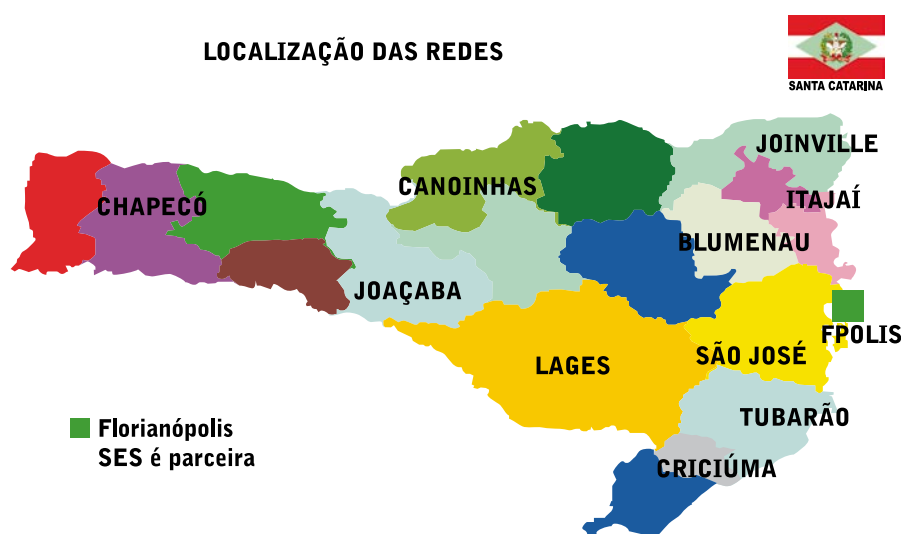 LOCALIZAÇÃO DAS REDES
SANTA CATARINA
JOINVILLE
CANOINHAS
ITAJAÍ
CHAPECÓ
BLUMENAU
JOAÇABA
FPOLIS
SÃO JOSÉ
LAGES
TUBARÃO
Florianópolis
SES é parceira
CRICIÚMA